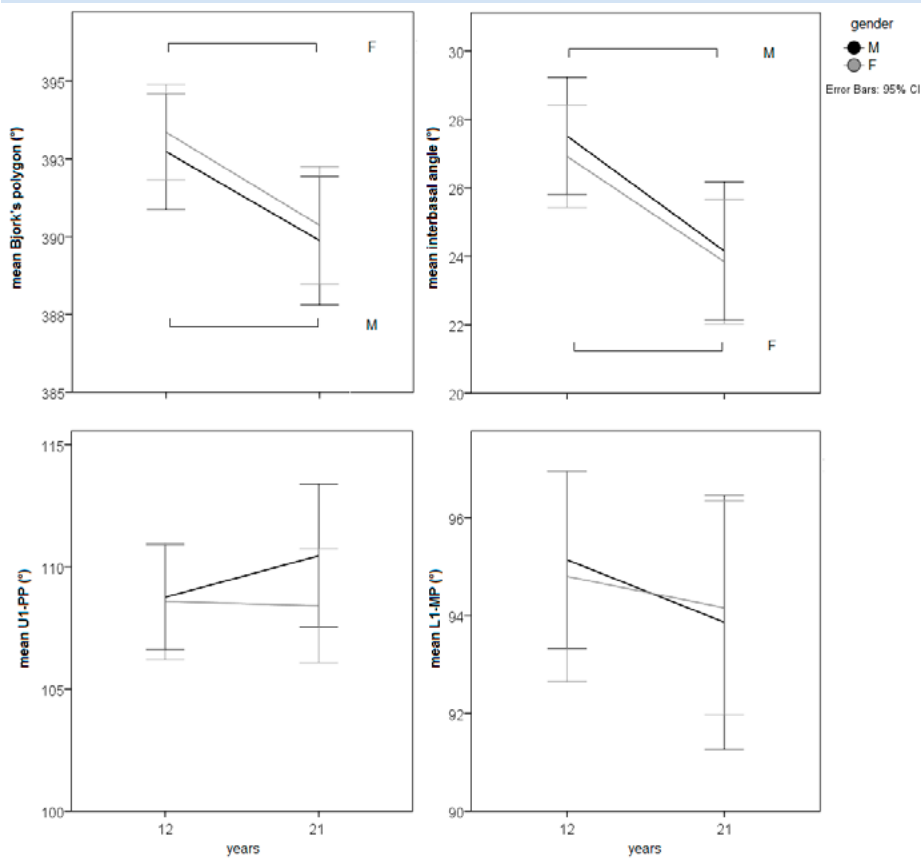 gender
M
F
Error Bars: 95% CI
mean Bjork's polygon (°)
395
393
390
388
385
F
M
mean interbasal angle (°)
30
28
26
24
22
20
M
F
mean U1-PP (°)
115
110
105
100
12
21
years
mean L1-MP (°)
96
94
92
90
12
21
years